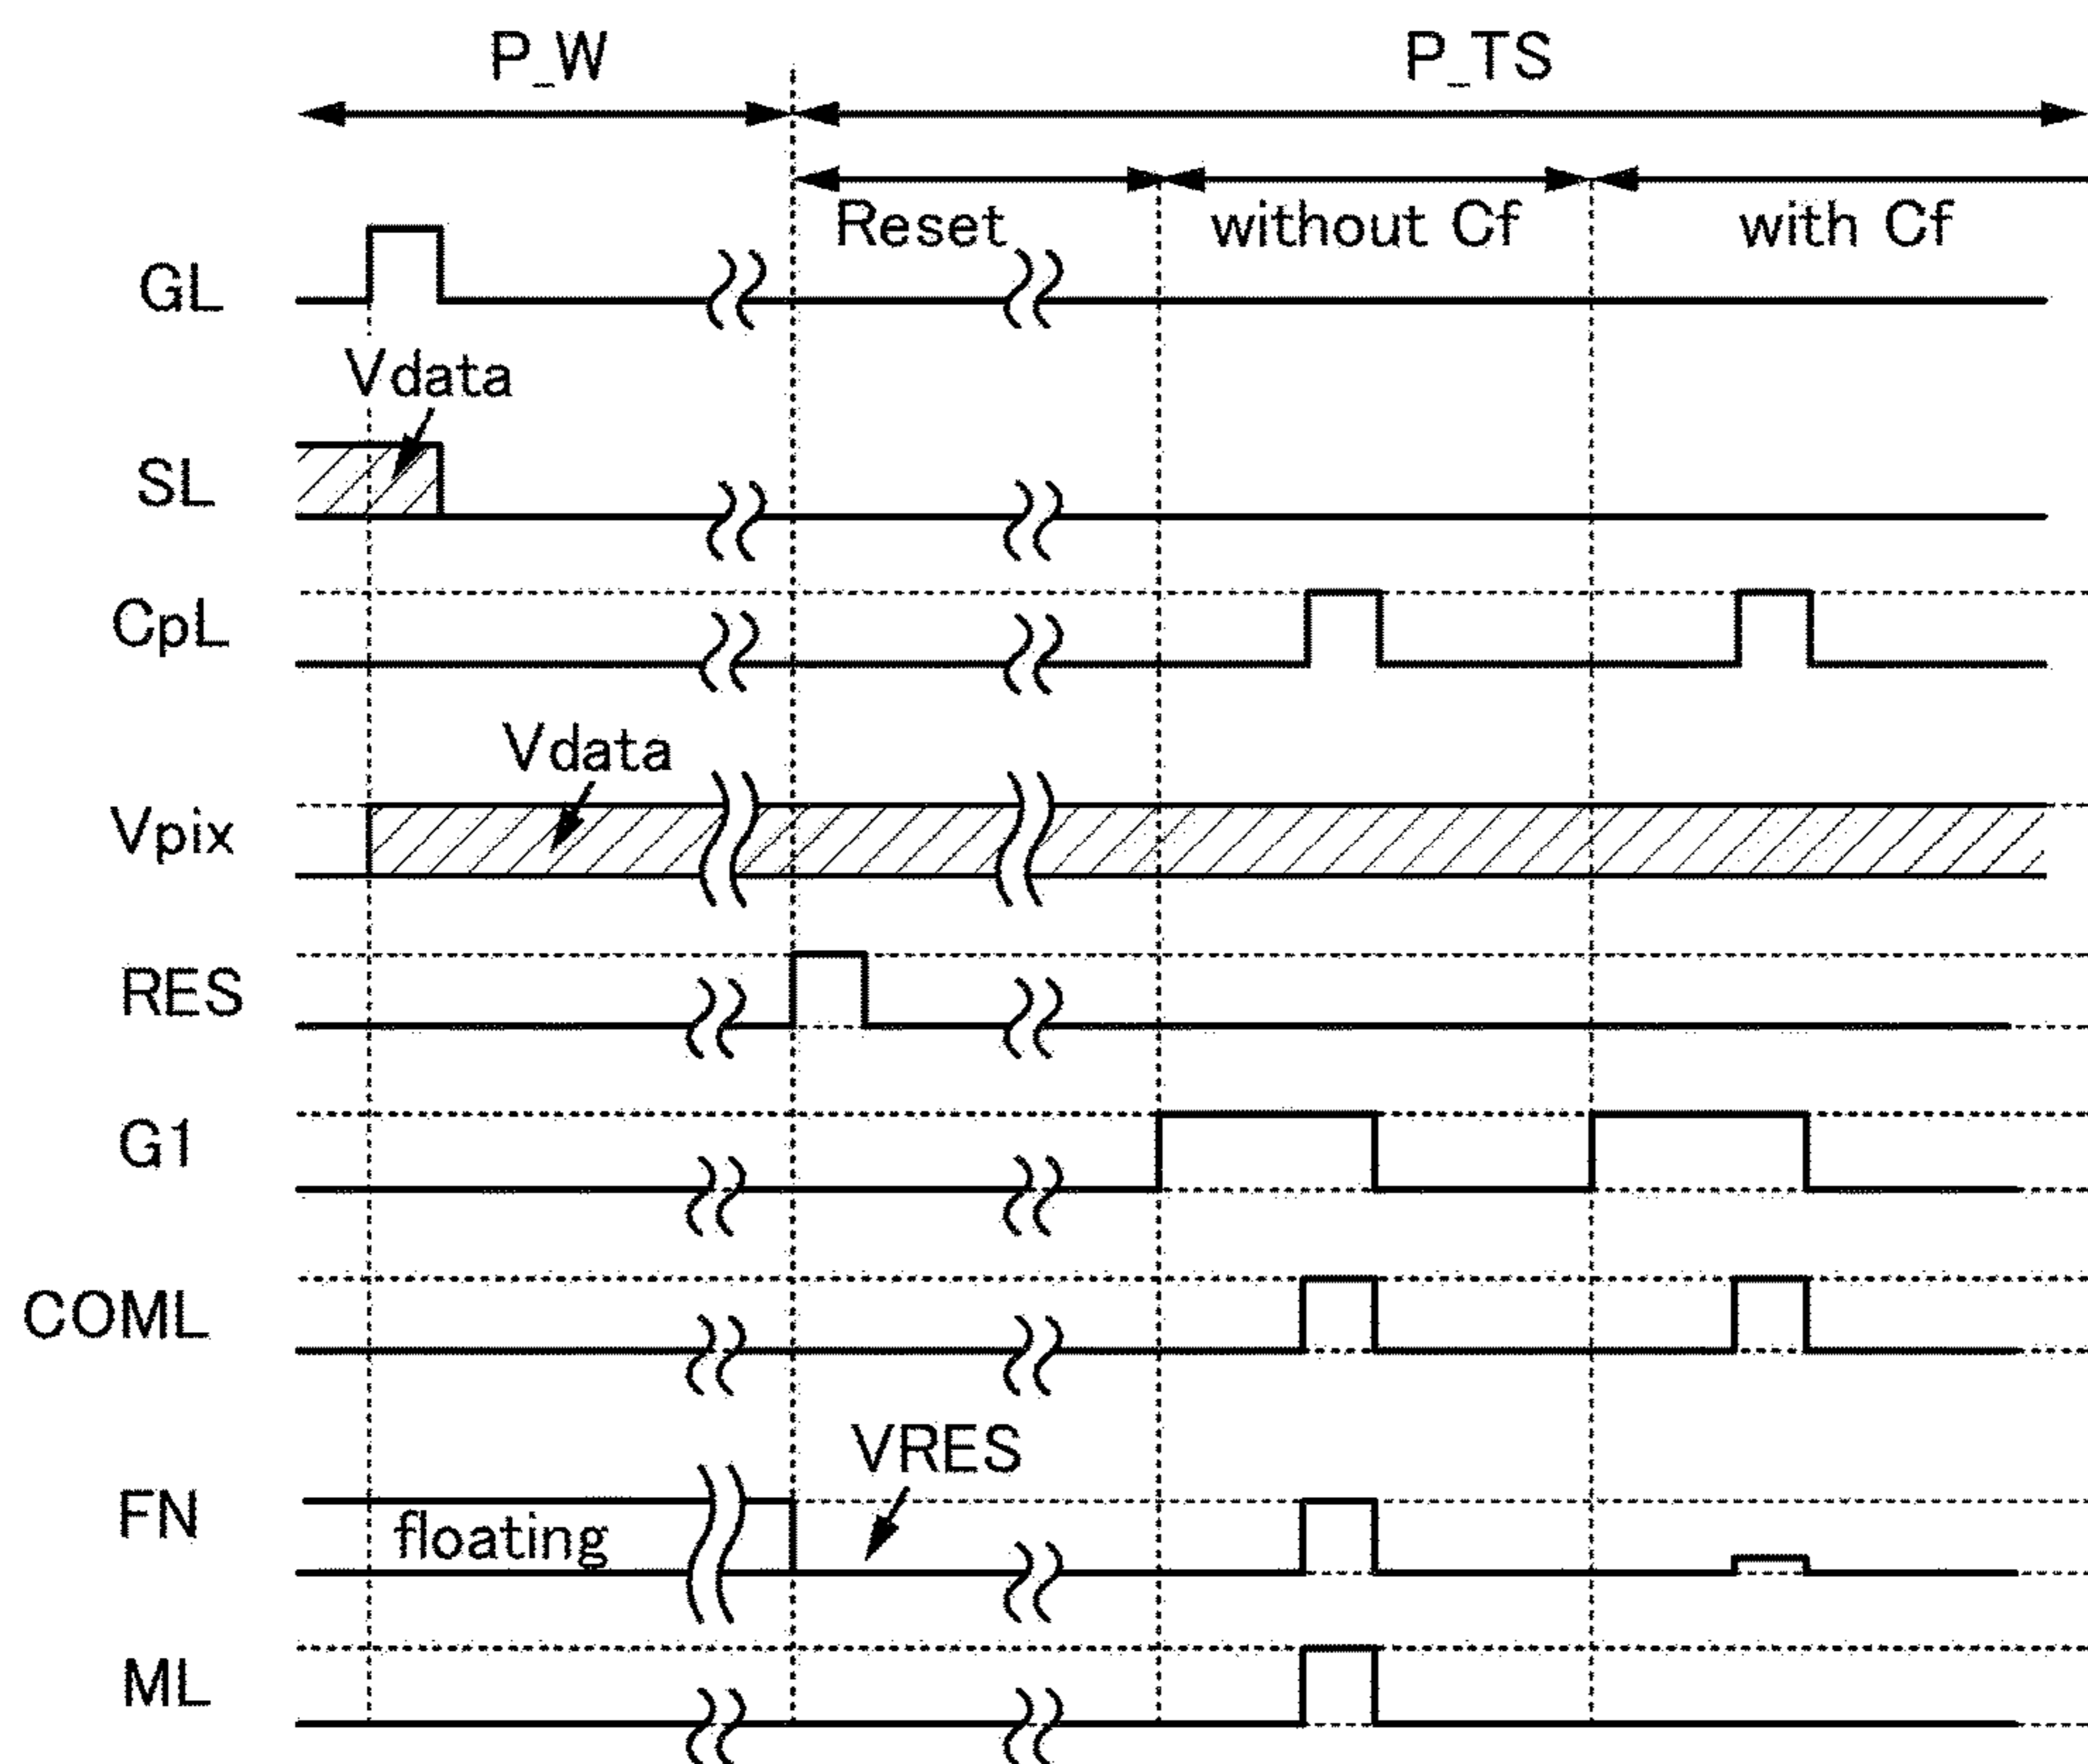 P_W P_TS
Reset without Cf with Cf
GL
Vdata
SL
CpL
Vdata
Vpix
RES
G1
COML
VRES
FN floating
ML